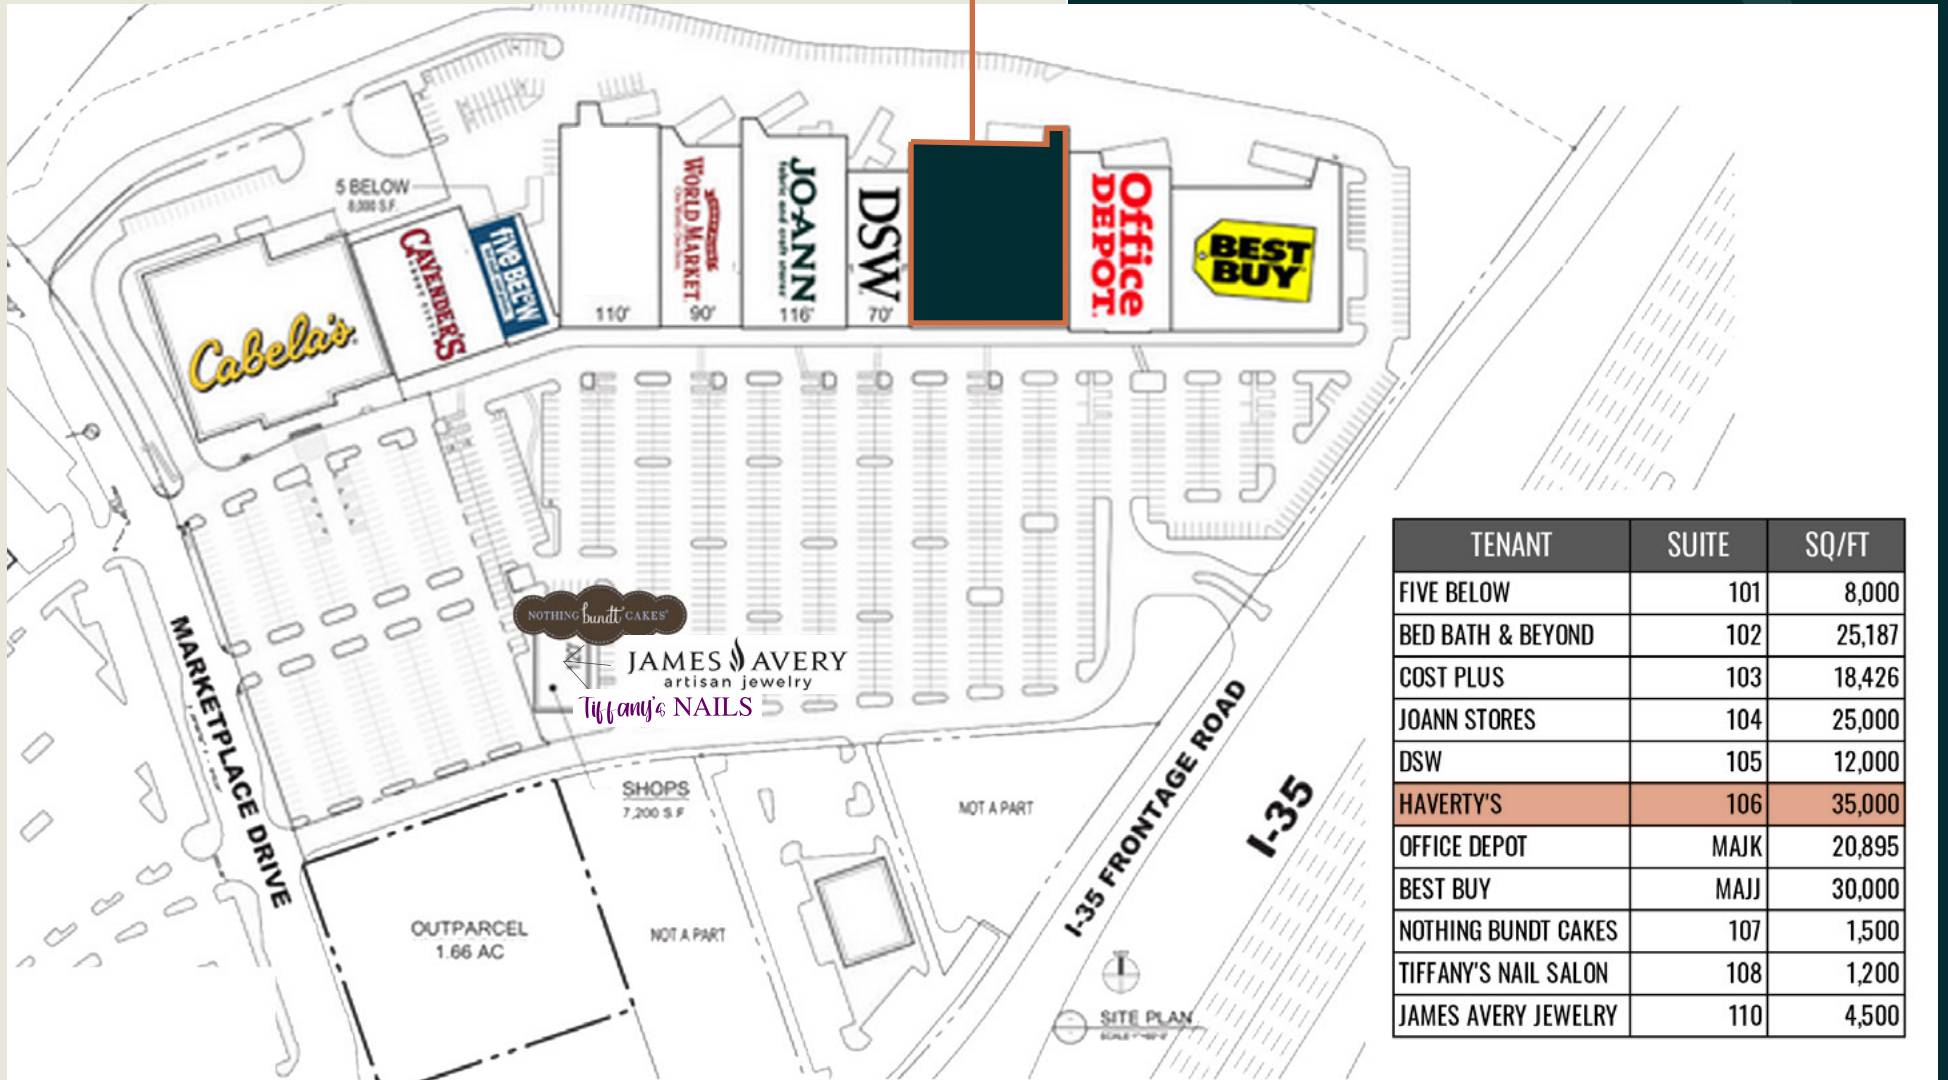 5 BELOW
8,000 S.F.
Cabela's
CAVENDER'S
five BEL°W
110'
WORLD MARKET
90'
JO-ANN
fabric and craft stores
116'
DSW
70'
Office
DEPOT
BEST
BUY
NOTHING bundt CAKES
JAMES AVERY
artisan jewelry
Tiffany's NAILS
MARKETPLACE DRIVE
SHOPS
7,200 S.F
NOT A PART
NOT A PART
OUTPARCEL
1.66 AC
I-35 FRONTAGE ROAD
I-35
SITE PLAN
TENANT SUITE SQ/FT
FIVE BELOW 101 8,000
BED BATH & BEYOND 102 25,187
COST PLUS 103 18,426
JOANN STORES 104 25,000
DSW 105 12,000
HAVERTY'S 106 35,000
OFFICE DEPOT MAJK 20,895
BEST BUY MAJJ 30,000
NOTHING BUNDT CAKES 107 1,500
TIFFANY'S NAIL SALON 108 1,200
JAMES AVERY JEWELRY 110 4,500